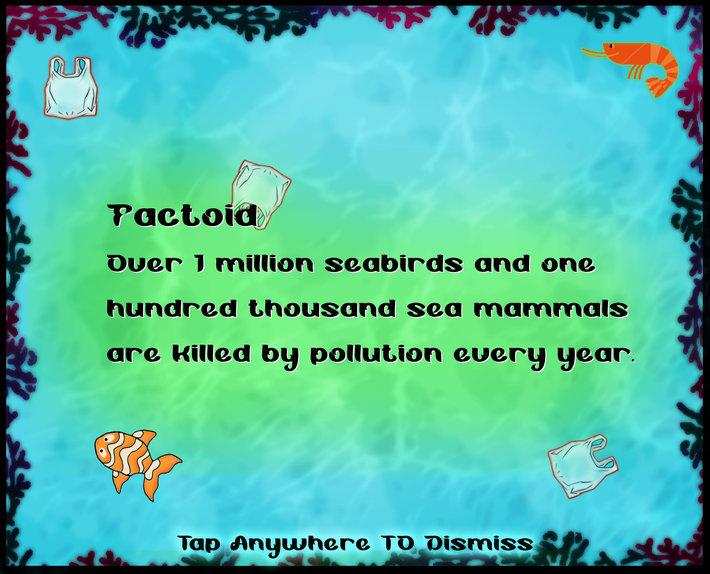 Factoid
Over 1 million seabirds and one
hundred thousand sea mammals
are killed by pollution every year.
Tap Anywhere TO Dismiss